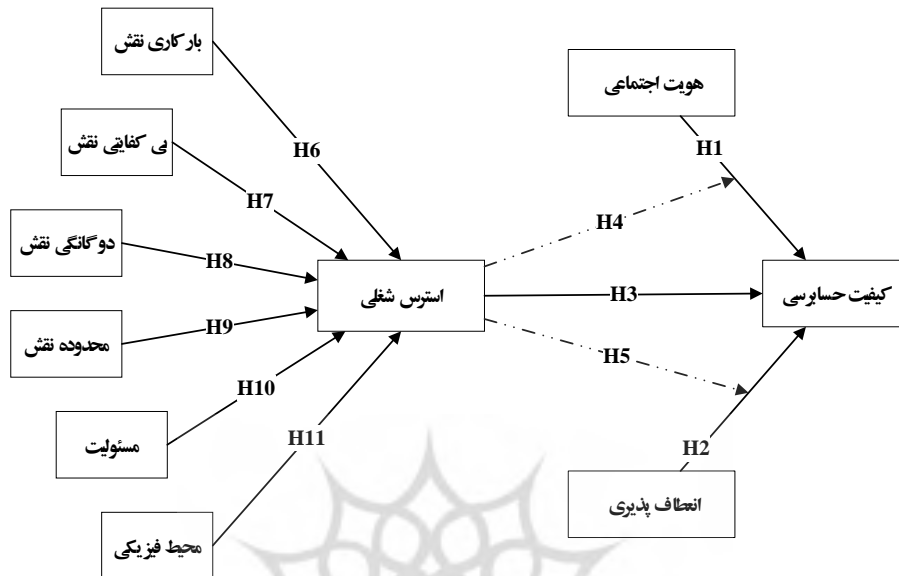 بار کاری نقش
هویت اجتماعی
H6
H1
بی کفایتی نقش
H7
H4
دوگانگی نقش
H8
استرس شغلی
H3
کیفیت حسابرسی
محدوده نقش
H9
H5
H10
مسئولیت
H11
H2
انعطاف پذیری
محیط فیزیکی